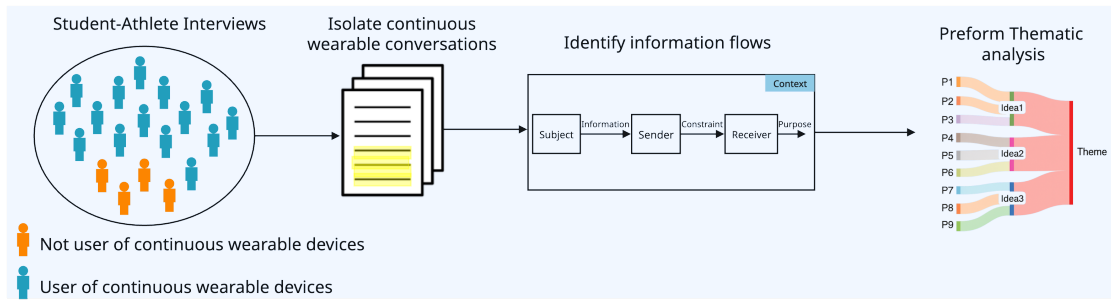 Student-Athlete Interviews
Isolate continuous
wearable conversations
Identify information flows
Preform Thematic
analysis
Context
Subject
Information
Sender
Constraint
Receiver
Purpose
P1
P2
P3
P4
P5
P6
P7
P8
P9
Idea1
Idea2
Idea3
Theme
Not user of continuous wearable devices
User of continuous wearable devices